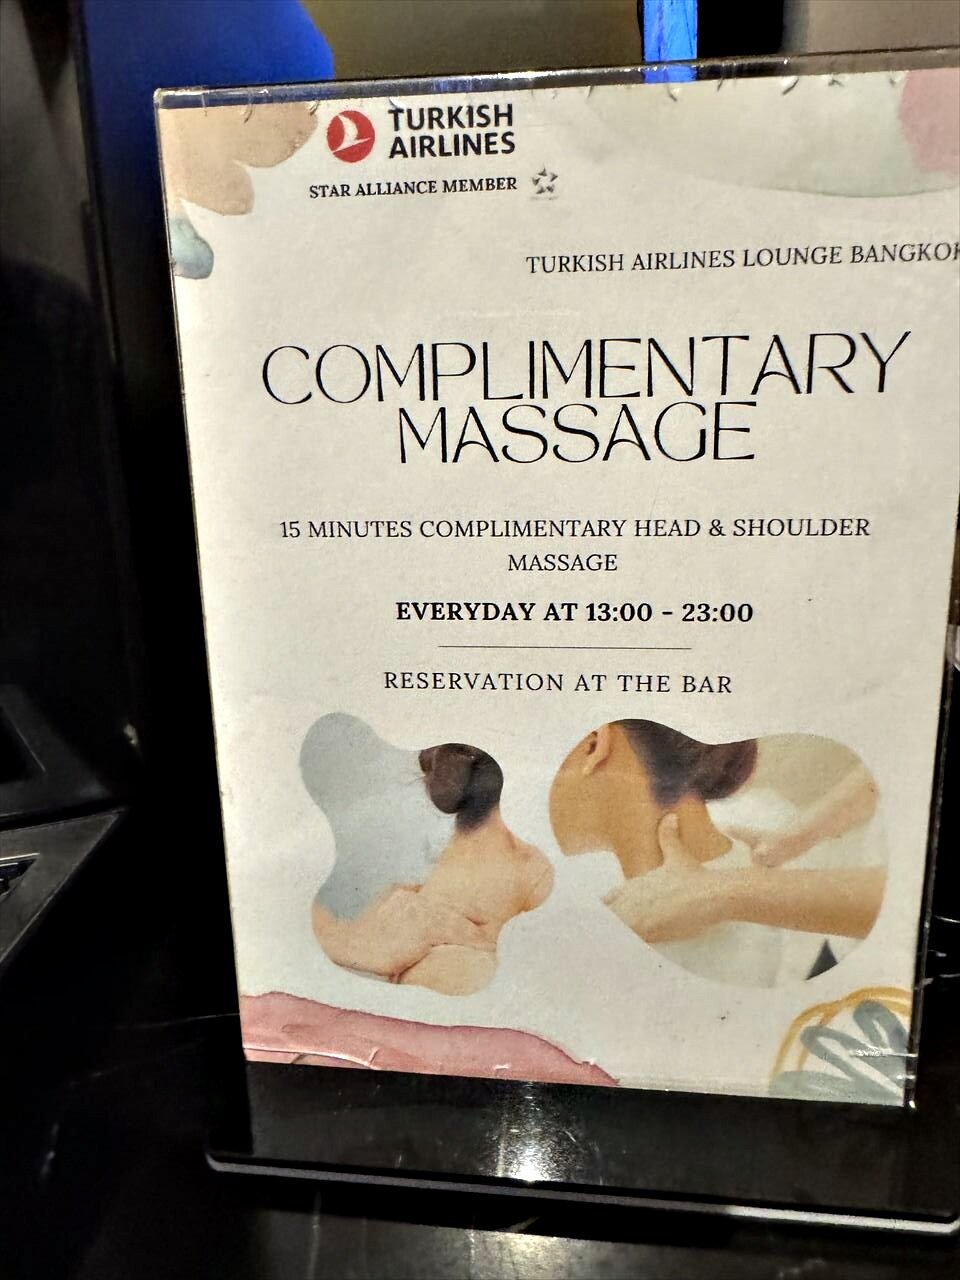 TURKISH
AIRLINES
STAR ALLIANCE MEMBER
TURKISH AIRLINES LOUNGE BANGKOK
COMPLIMENTARY
MASSAGE
15 MINUTES COMPLIMENTARY HEAD & SHOULDER
MASSAGE
EVERYDAY AT 13:00 - 23:00
RESERVATION AT THE BAR